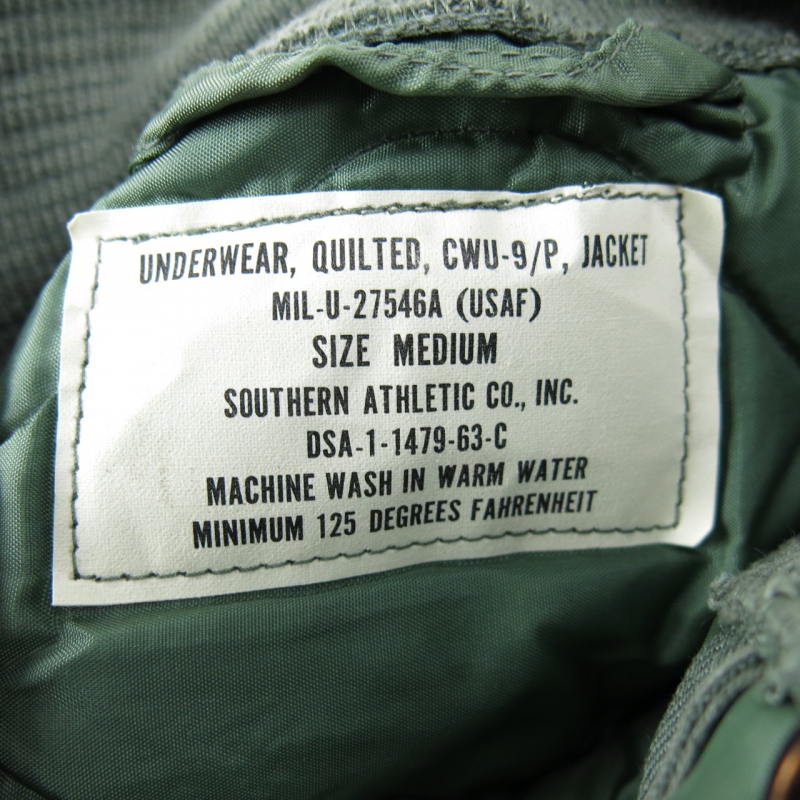 UNDERWEAR, QUILTED, CWU-9/P, JACKET
MIL-U-27546A (USAF)
SIZE MEDIUM
SOUTHERN ATHLETIC CO., INC.
DSA-1-1479-63-C
MACHINE WASH IN WARM WATER
MINIMUM 125 DEGREES FAHRENHEIT